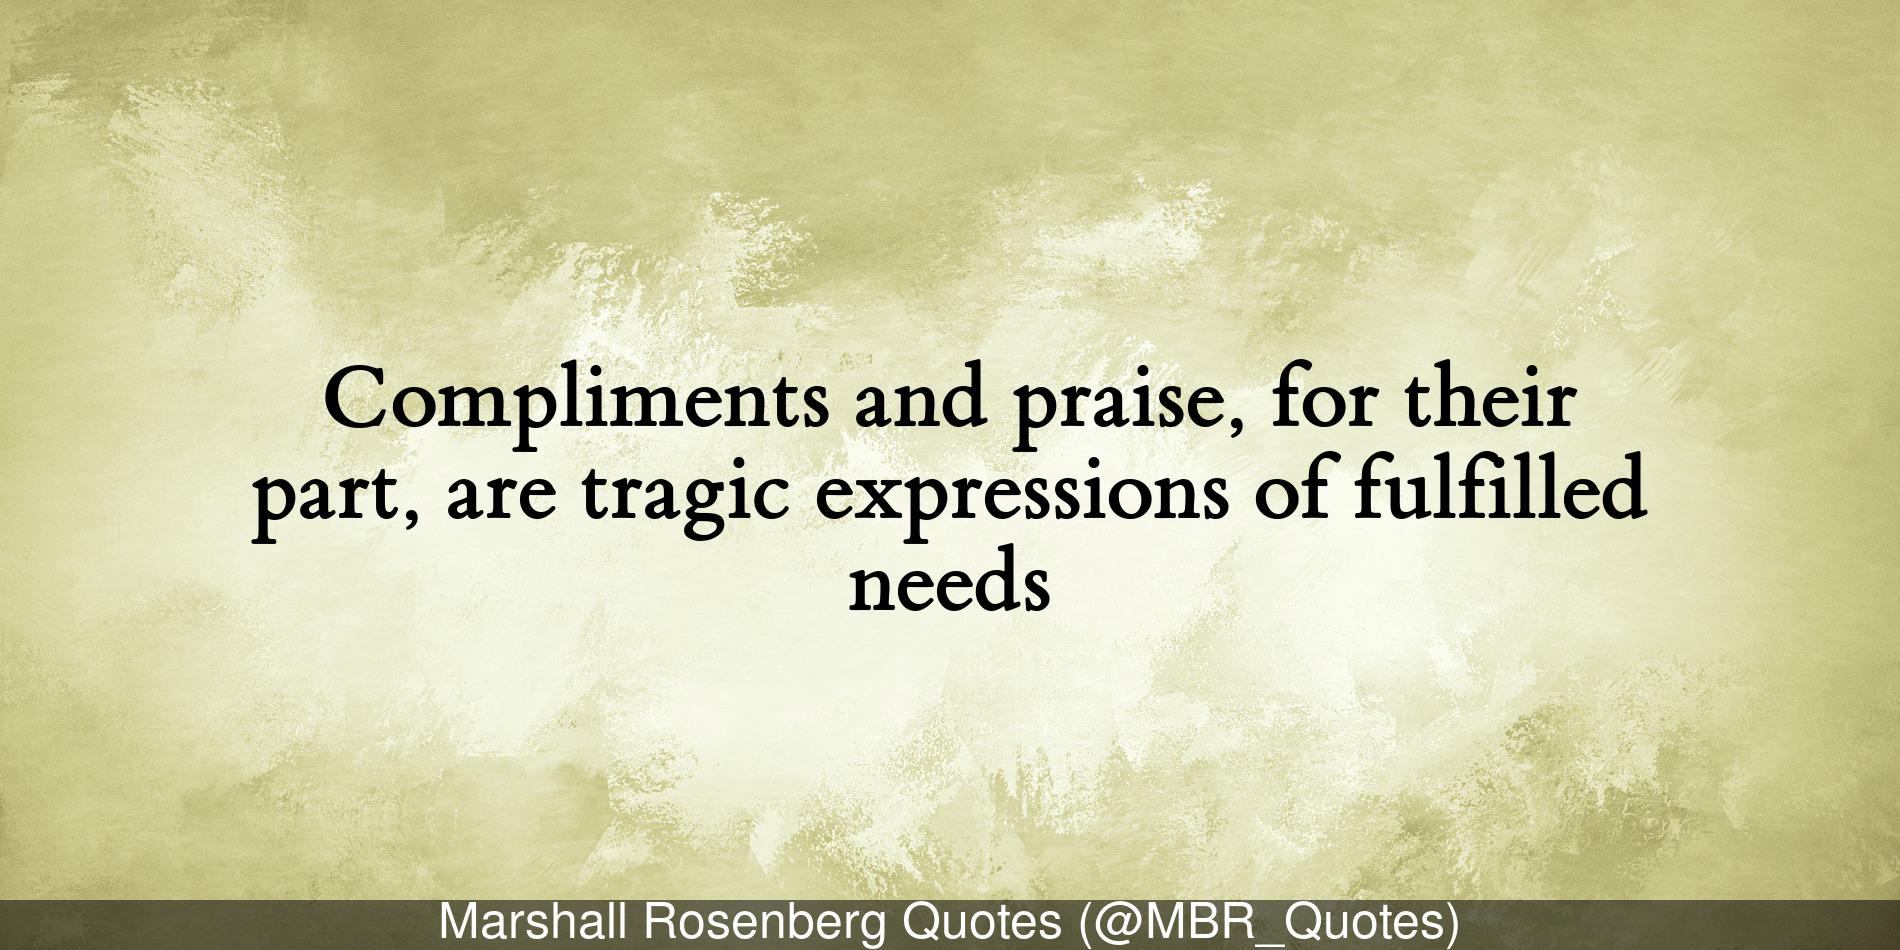 Compliments and praise, for their
part, are tragic expressions of fulfilled
needs
Marshall Rosenberg Quotes (@MBR_Quotes)